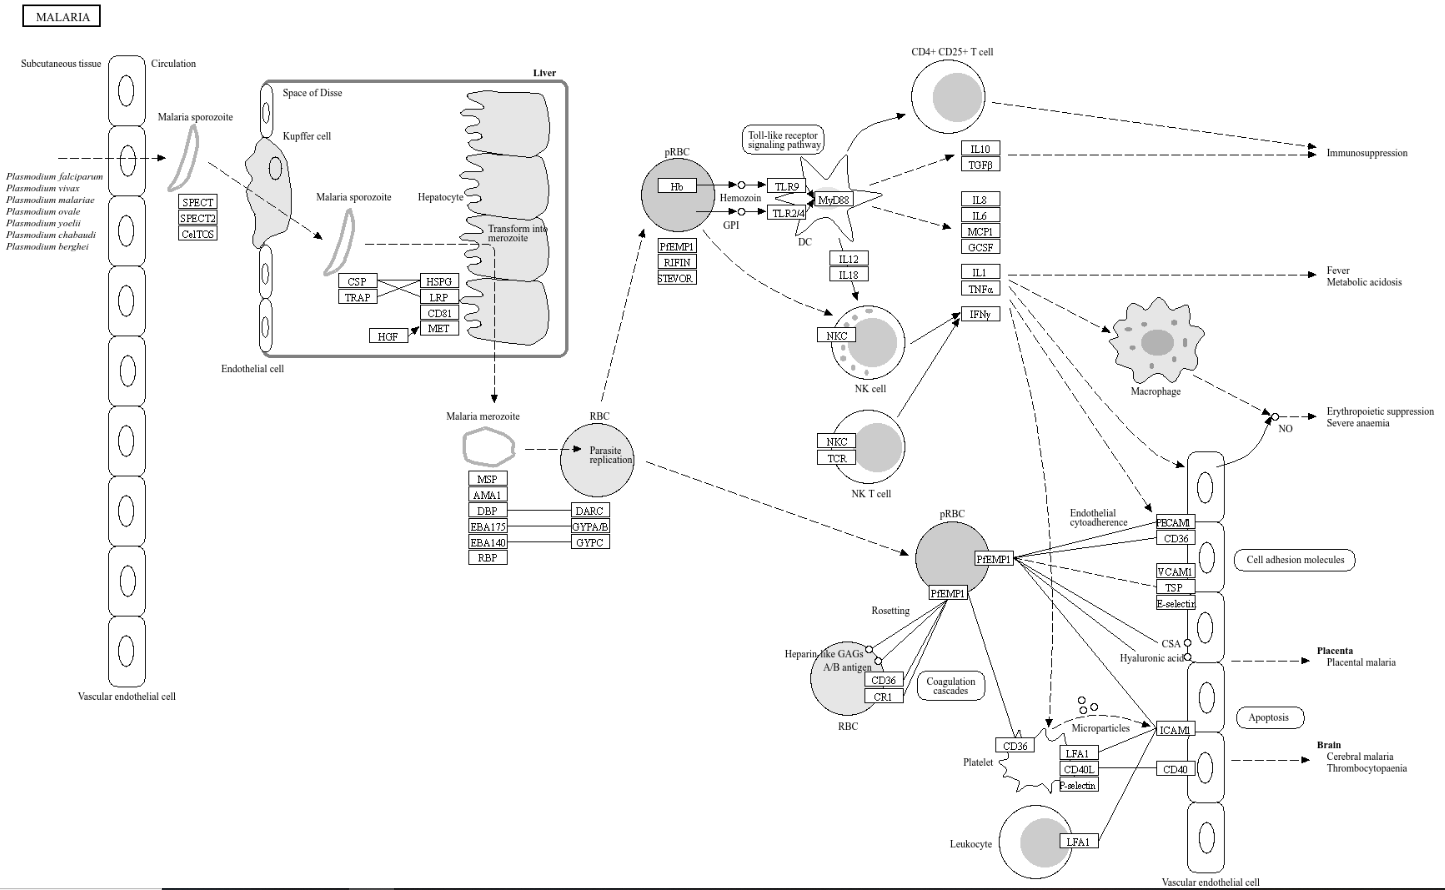 MALARIA
Subcutaneous tissue
Circulation
Malaria sporozoite
Plasmodium falciparum
Plasmodium vivax
Plasmodium malariae
Plasmodium ovale
Plasmodium yoelii
Plasmodium chabaudi
Plasmodium berghei
SPECT
SPECT2
CelTOS
Vascular endothelial cell
Liver
Space of Disse
Kupffer cell
Malaria sporozoite
Hepatocyte
Transform into
merozoite
CSP
TRAP
HSPG
LRP
CD81
MET
HGF
Endothelial cell
Malaria merozoite
MSP
AMA1
DBP
EBA175
EBA140
RBP
RBC
Parasite
replication
DARC
GYPA/B
GYPC
pRBC
Hb
Hemozoin
GPI
PfEMP1
RIFIN
STEVOR
Toll-like receptor
signaling pathway
TLR9
TLR2/4
MyD88
DC
IL12
IL18
CD4+ CD25+ T cell
IL10
TGFβ
IL8
IL6
MCP1
GCSF
IL1
TNFα
IFNγ
NKC
NK cell
NKC
TCR
NK T cell
Immunosuppression
Fever
Metabolic acidosis
Macrophage
NO
Erythropoietic suppression
Severe anaemia
pRBC
PfEMP1
PfEMP1
Rosetting
Heparin-like GAGs
A/B antigen
CD36
CR1
RBC
Coagulation
cascades
Endothelial
cytoadherence
PECAM1
CD36
VCAM1
TSP
E-selectin
CSA
Hyaluronic acid
Cell adhesion molecules
Placenta
Placental malaria
Apoptosis
Microparticles
ICAM1
CD36
Platelet
LFA1
CD40L
P-selectin
CD40
Brain
Cerebral malaria
Thrombocytopaenia
Leukocyte
LFA1
Vascular endothelial cell